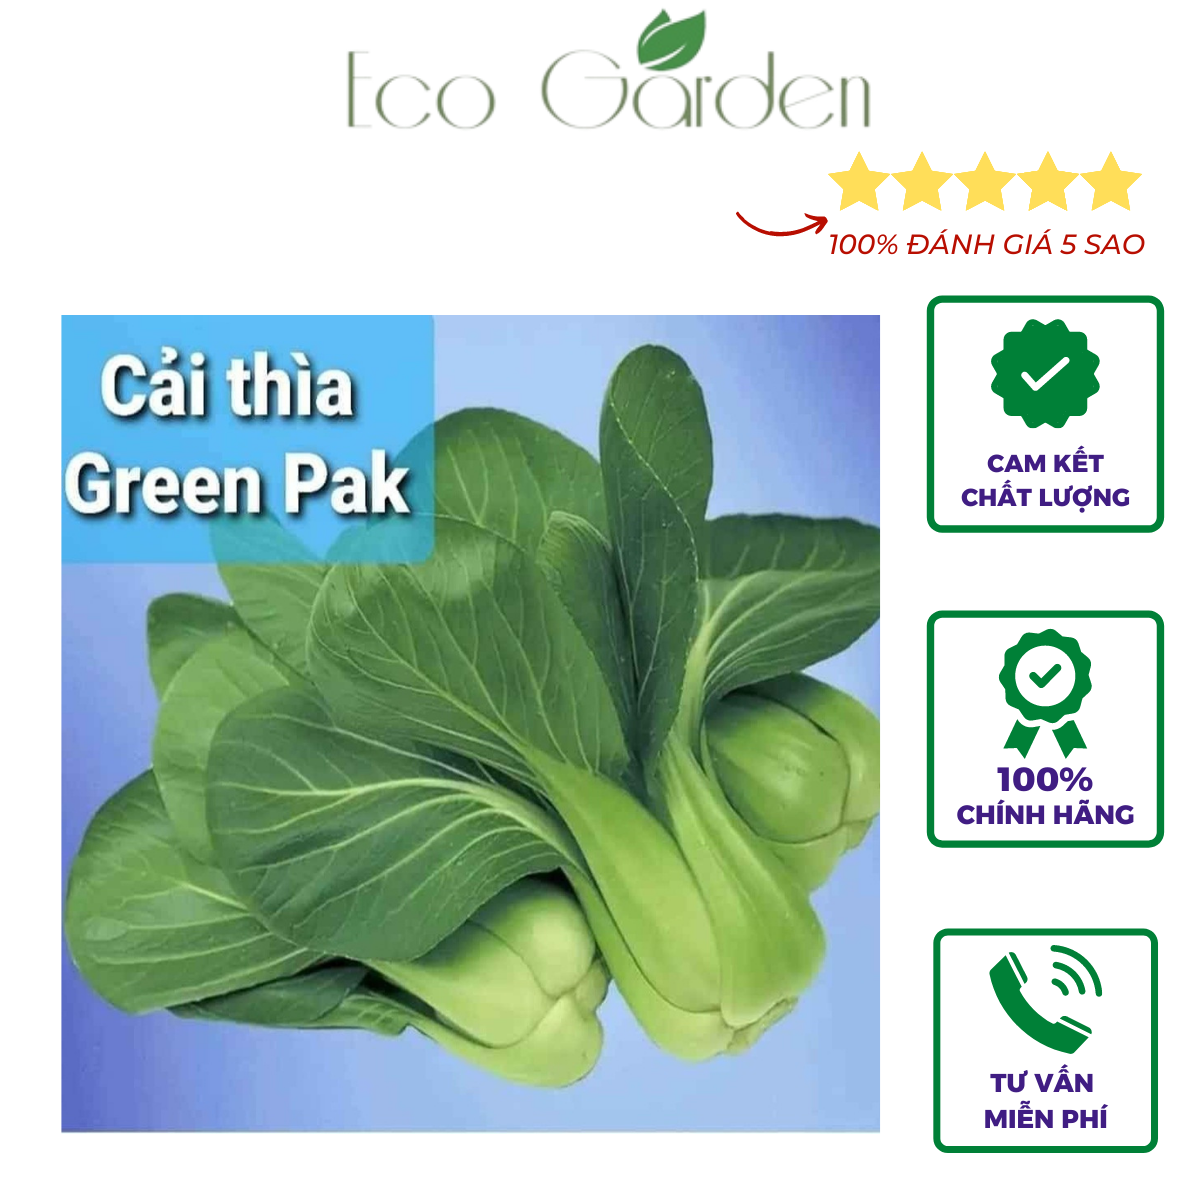 Eco Garden
100% ĐÁNH GIÁ 5 SAO
Cải thìa
Green Pak
CAM KẾT
CHẤT LƯỢNG
100%
CHÍNH HÃNG
TƯ VẤN
MIỄN PHÍ